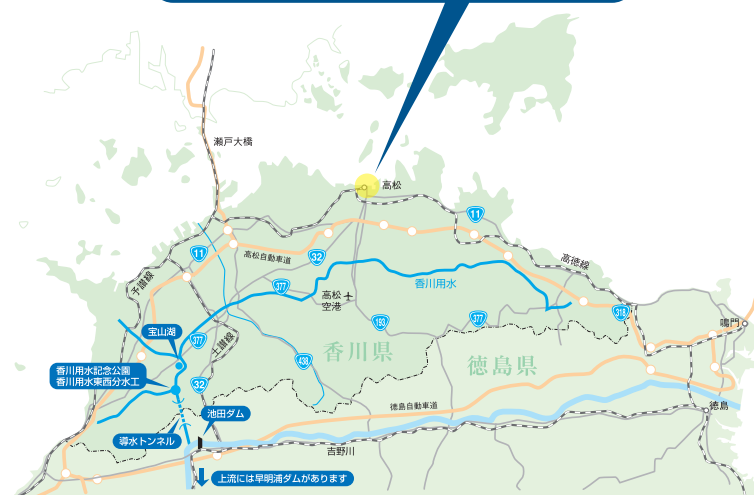 瀬戸大橋
高松
11
高徳線
11
32
高松自動車道
予讃線
377
香川用水
高松
空港
318
193
377
鳴門
宝山湖
377
土讃線
香川県
438
徳島県
香川用水記念公園
香川用水東西分水工
32
徳島自動車道
徳島
池田ダム
導水トンネル
吉野川
上流には早明浦ダムがあります